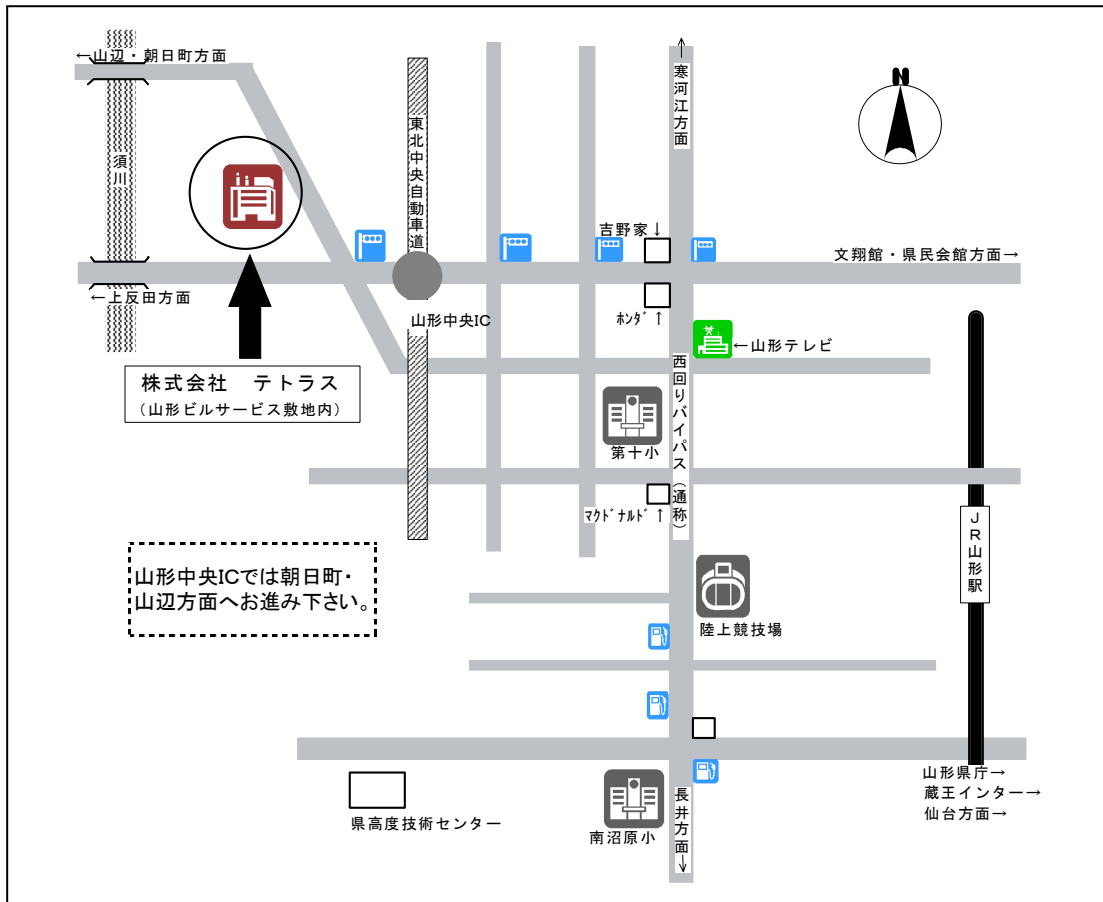 ←山辺・朝日町方面
寒河江方面
N
東北中央自動車道
須川
吉野家↓
文翔館・県民会館方面→
←上反田方面
山形中央IC
ホンダ↑
←山形テレビ
株式会社　テトラス
（山形ビルサービス敷地内）
西回りバイパス（通称）
第十小
マクドナルド↑
JR山形駅
山形中央ICでは朝日町・
山辺方面へお進み下さい。
陸上競技場
山形県庁→
蔵王インター→
仙台方面→
県高度技術センター
南沼原小
長井方面